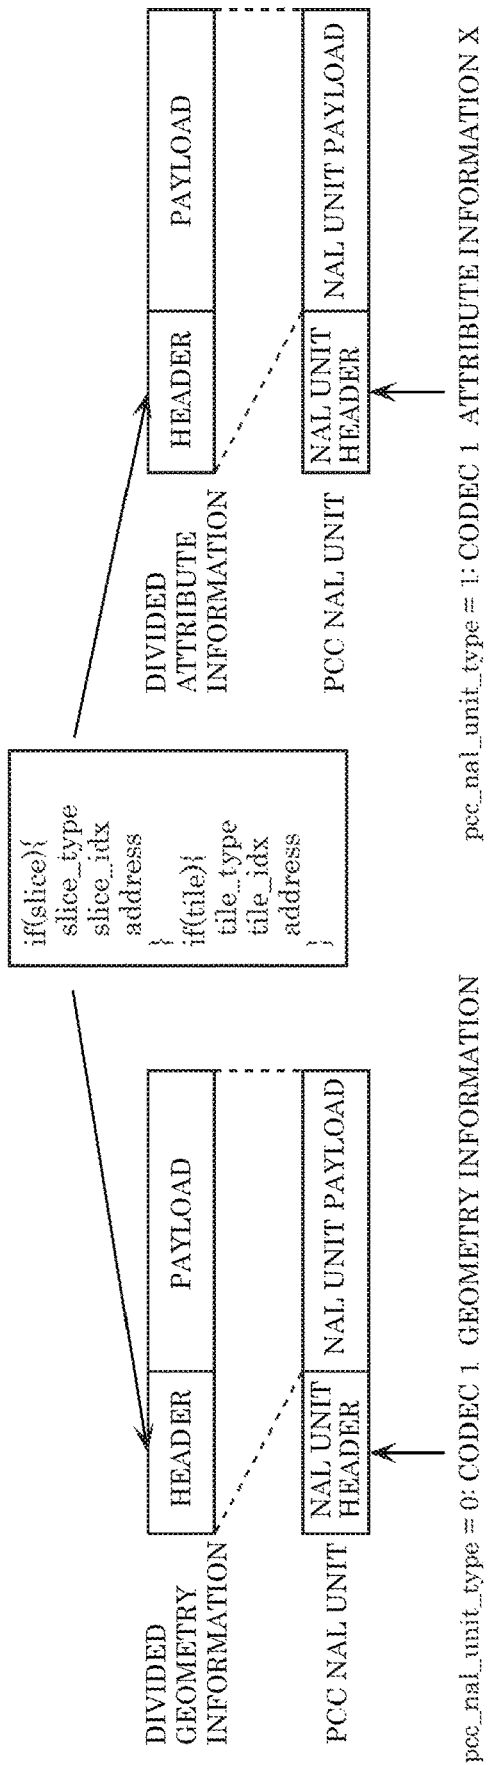 if(slice){
slice_type
slice_idx
address
}
if(tile){
tile_type
tile_idx
address
}
DIVIDED
GEOMETRY
INFORMATION
HEADER
PAYLOAD
PCC NAL UNIT
NAL UNIT
HEADER
NAL UNIT PAYLOAD
pcc_nal_unit_type = 0: CODEC 1 GEOMETRY INFORMATION
DIVIDED
ATTRIBUTE
INFORMATION
HEADER
PAYLOAD
PCC NAL UNIT
NAL UNIT
HEADER
NAL UNIT PAYLOAD
pcc_nal_unit_type = 1: CODEC 1 ATTRIBUTE INFORMATION X